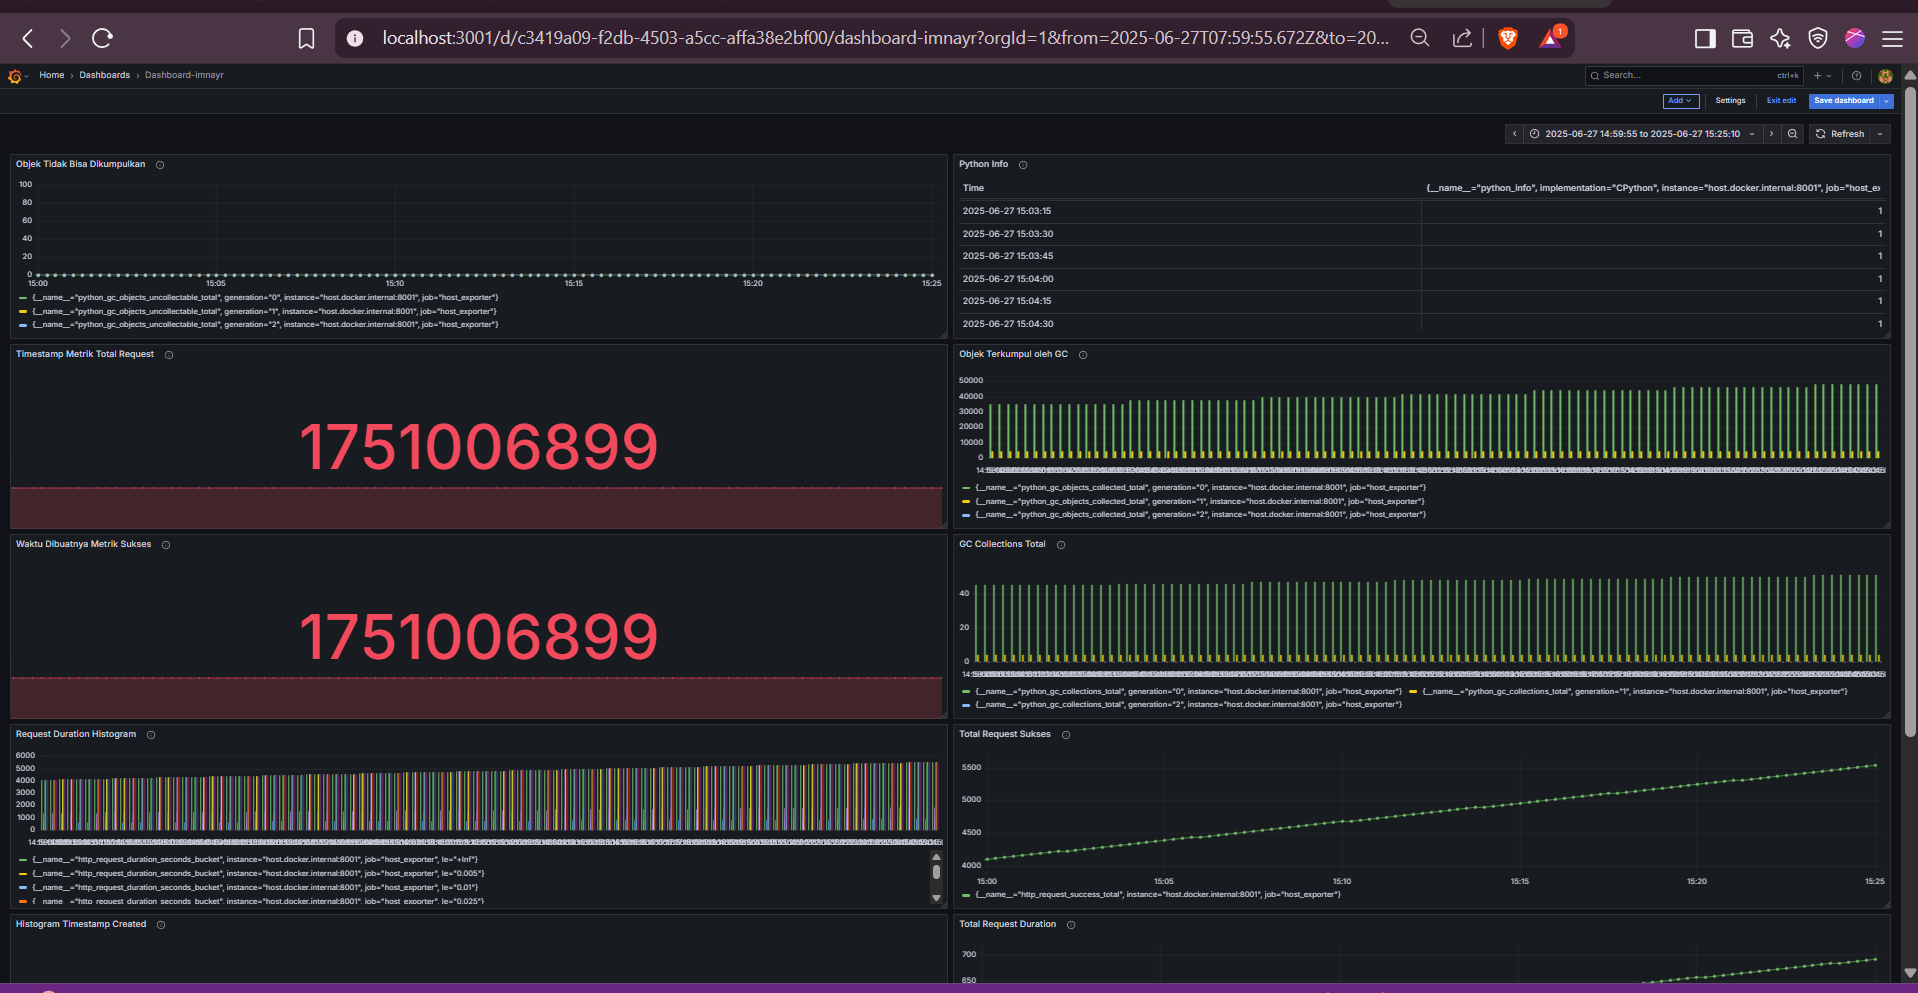 localhost:3001/d/c3419a09-f2db-4503-a5cc-affa38e2bf00/dashboard-imnayr?orgId=1&from=2025-06-27T07:59:55.672Z&to=20...
1
Home › Dashboards › Dashboard-imnayr
Search...
ctrl+k
Add
Settings
Exit edit
Save dashboard
2025-06-27 14:59:55 to 2025-06-27 15:25:10
Refresh
Objek Tidak Bisa Dikumpulkan
100
80
60
40
20
0
15:00 15:05 15:10 15:15 15:20 15:25
{__name__="python_gc_objects_uncollectable_total", generation="0", instance="host.docker.internal:8001", job="host_exporter"}
{__name__="python_gc_objects_uncollectable_total", generation="1", instance="host.docker.internal:8001", job="host_exporter"}
{__name__="python_gc_objects_uncollectable_total", generation="2", instance="host.docker.internal:8001", job="host_exporter"}
Python Info
Time {__name__="python_info", implementation="CPython", instance="host.docker.internal:8001", job="host_ex
2025-06-27 15:03:15 1
2025-06-27 15:03:30 1
2025-06-27 15:03:45 1
2025-06-27 15:04:00 1
2025-06-27 15:04:15 1
2025-06-27 15:04:30 1
Timestamp Metrik Total Request
1751006899
Objek Terkumpul oleh GC
50000
40000
30000
20000
10000
0
{__name__="python_gc_objects_collected_total", generation="0", instance="host.docker.internal:8001", job="host_exporter"}
{__name__="python_gc_objects_collected_total", generation="1", instance="host.docker.internal:8001", job="host_exporter"}
{__name__="python_gc_objects_collected_total", generation="2", instance="host.docker.internal:8001", job="host_exporter"}
Waktu Dibuatnya Metrik Sukses
1751006899
GC Collections Total
40
20
0
{__name__="python_gc_collections_total", generation="0", instance="host.docker.internal:8001", job="host_exporter"} {__name__="python_gc_collections_total", generation="1", instance="host.docker.internal:8001", job="host_exporter"}
{__name__="python_gc_collections_total", generation="2", instance="host.docker.internal:8001", job="host_exporter"}
Request Duration Histogram
6000
5000
4000
3000
2000
1000
0
{__name__="http_request_duration_seconds_bucket", instance="host.docker.internal:8001", job="host_exporter", le="+Inf"}
{__name__="http_request_duration_seconds_bucket", instance="host.docker.internal:8001", job="host_exporter", le="0.005"}
{__name__="http_request_duration_seconds_bucket", instance="host.docker.internal:8001", job="host_exporter", le="0.01"}
{__name__="http_request_duration_seconds_bucket", instance="host.docker.internal:8001", job="host_exporter", le="0.025"}
Total Request Sukses
5500
5000
4500
4000
15:00 15:05 15:10 15:15 15:20 15:25
{__name__="http_request_success_total", instance="host.docker.internal:8001", job="host_exporter"}
Histogram Timestamp Created
Total Request Duration
700
650